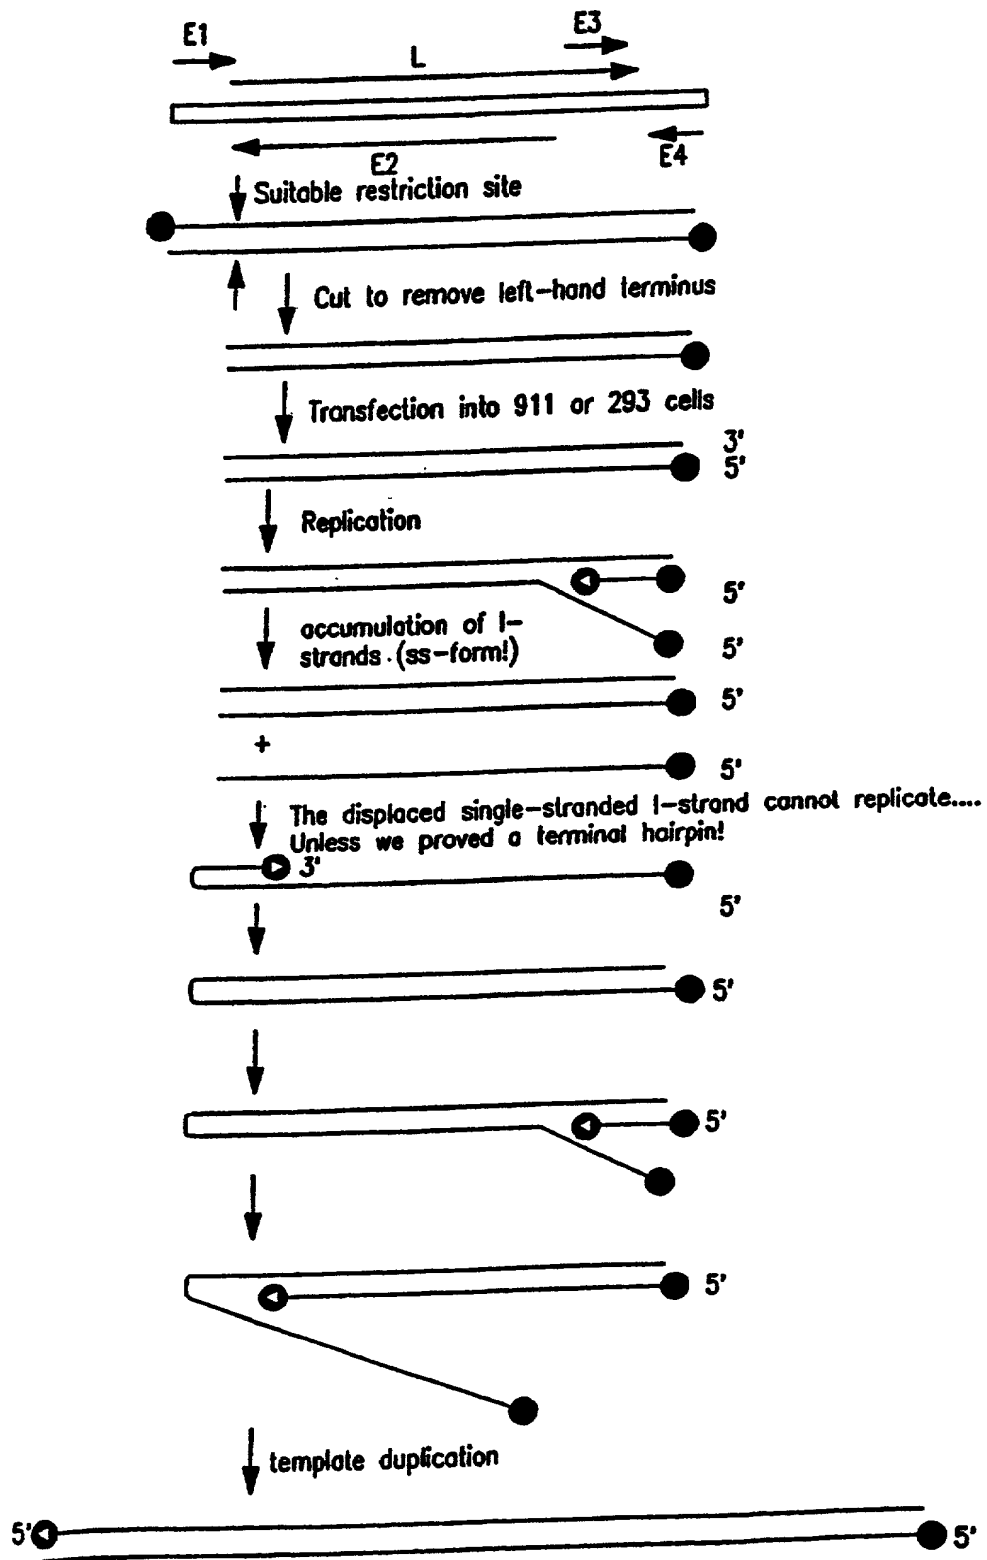 E1
E3
L
E2
E4
Suitable restriction site
Cut to remove left-hand terminus
Transfection into 911 or 293 cells
3'
5'
Replication
5'
accumulation of l-
strands (ss-form!)
5'
5'
+
5'
The displaced single-stranded l-strand cannot replicate....
Unless we proved a terminal hairpin!
3'
5'
5'
5'
5'
template duplication
5'
5'